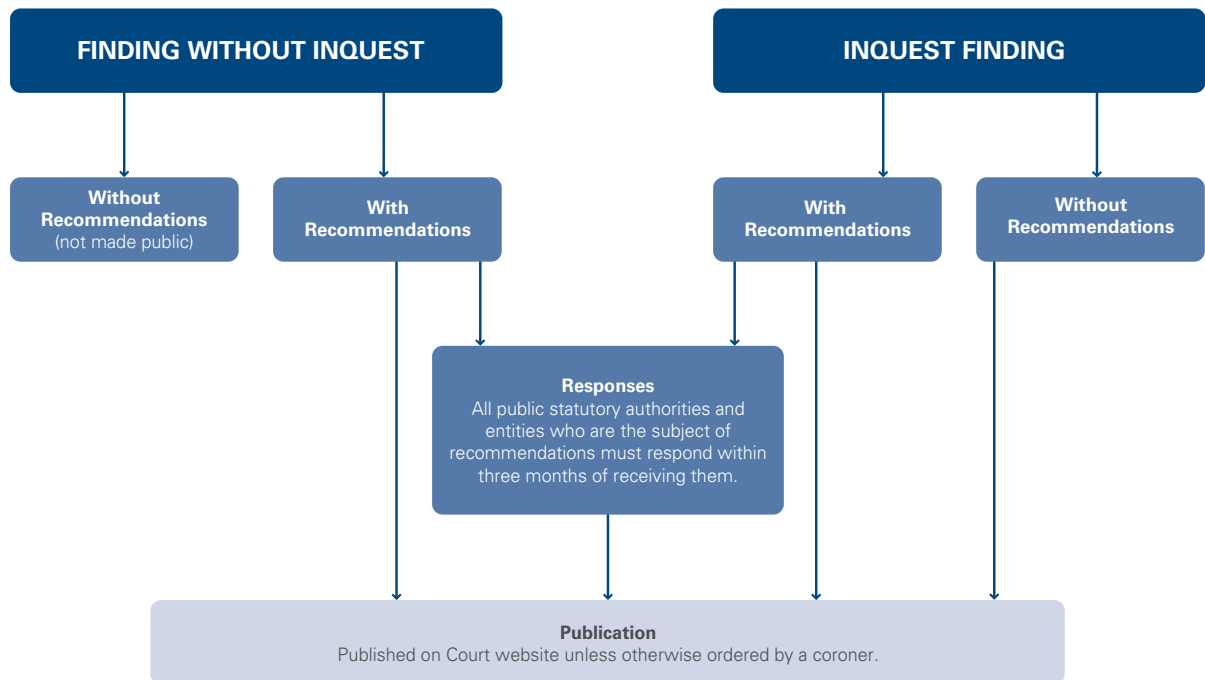 FINDING WITHOUT INQUEST
INQUEST FINDING
Without
Recommendations
(not made public)
With
Recommendations
With
Recommendations
Without
Recommendations
Responses
All public statutory authorities and
entities who are the subject of
recommendations must respond within
three months of receiving them.
Publication
Published on Court website unless otherwise ordered by a coroner.